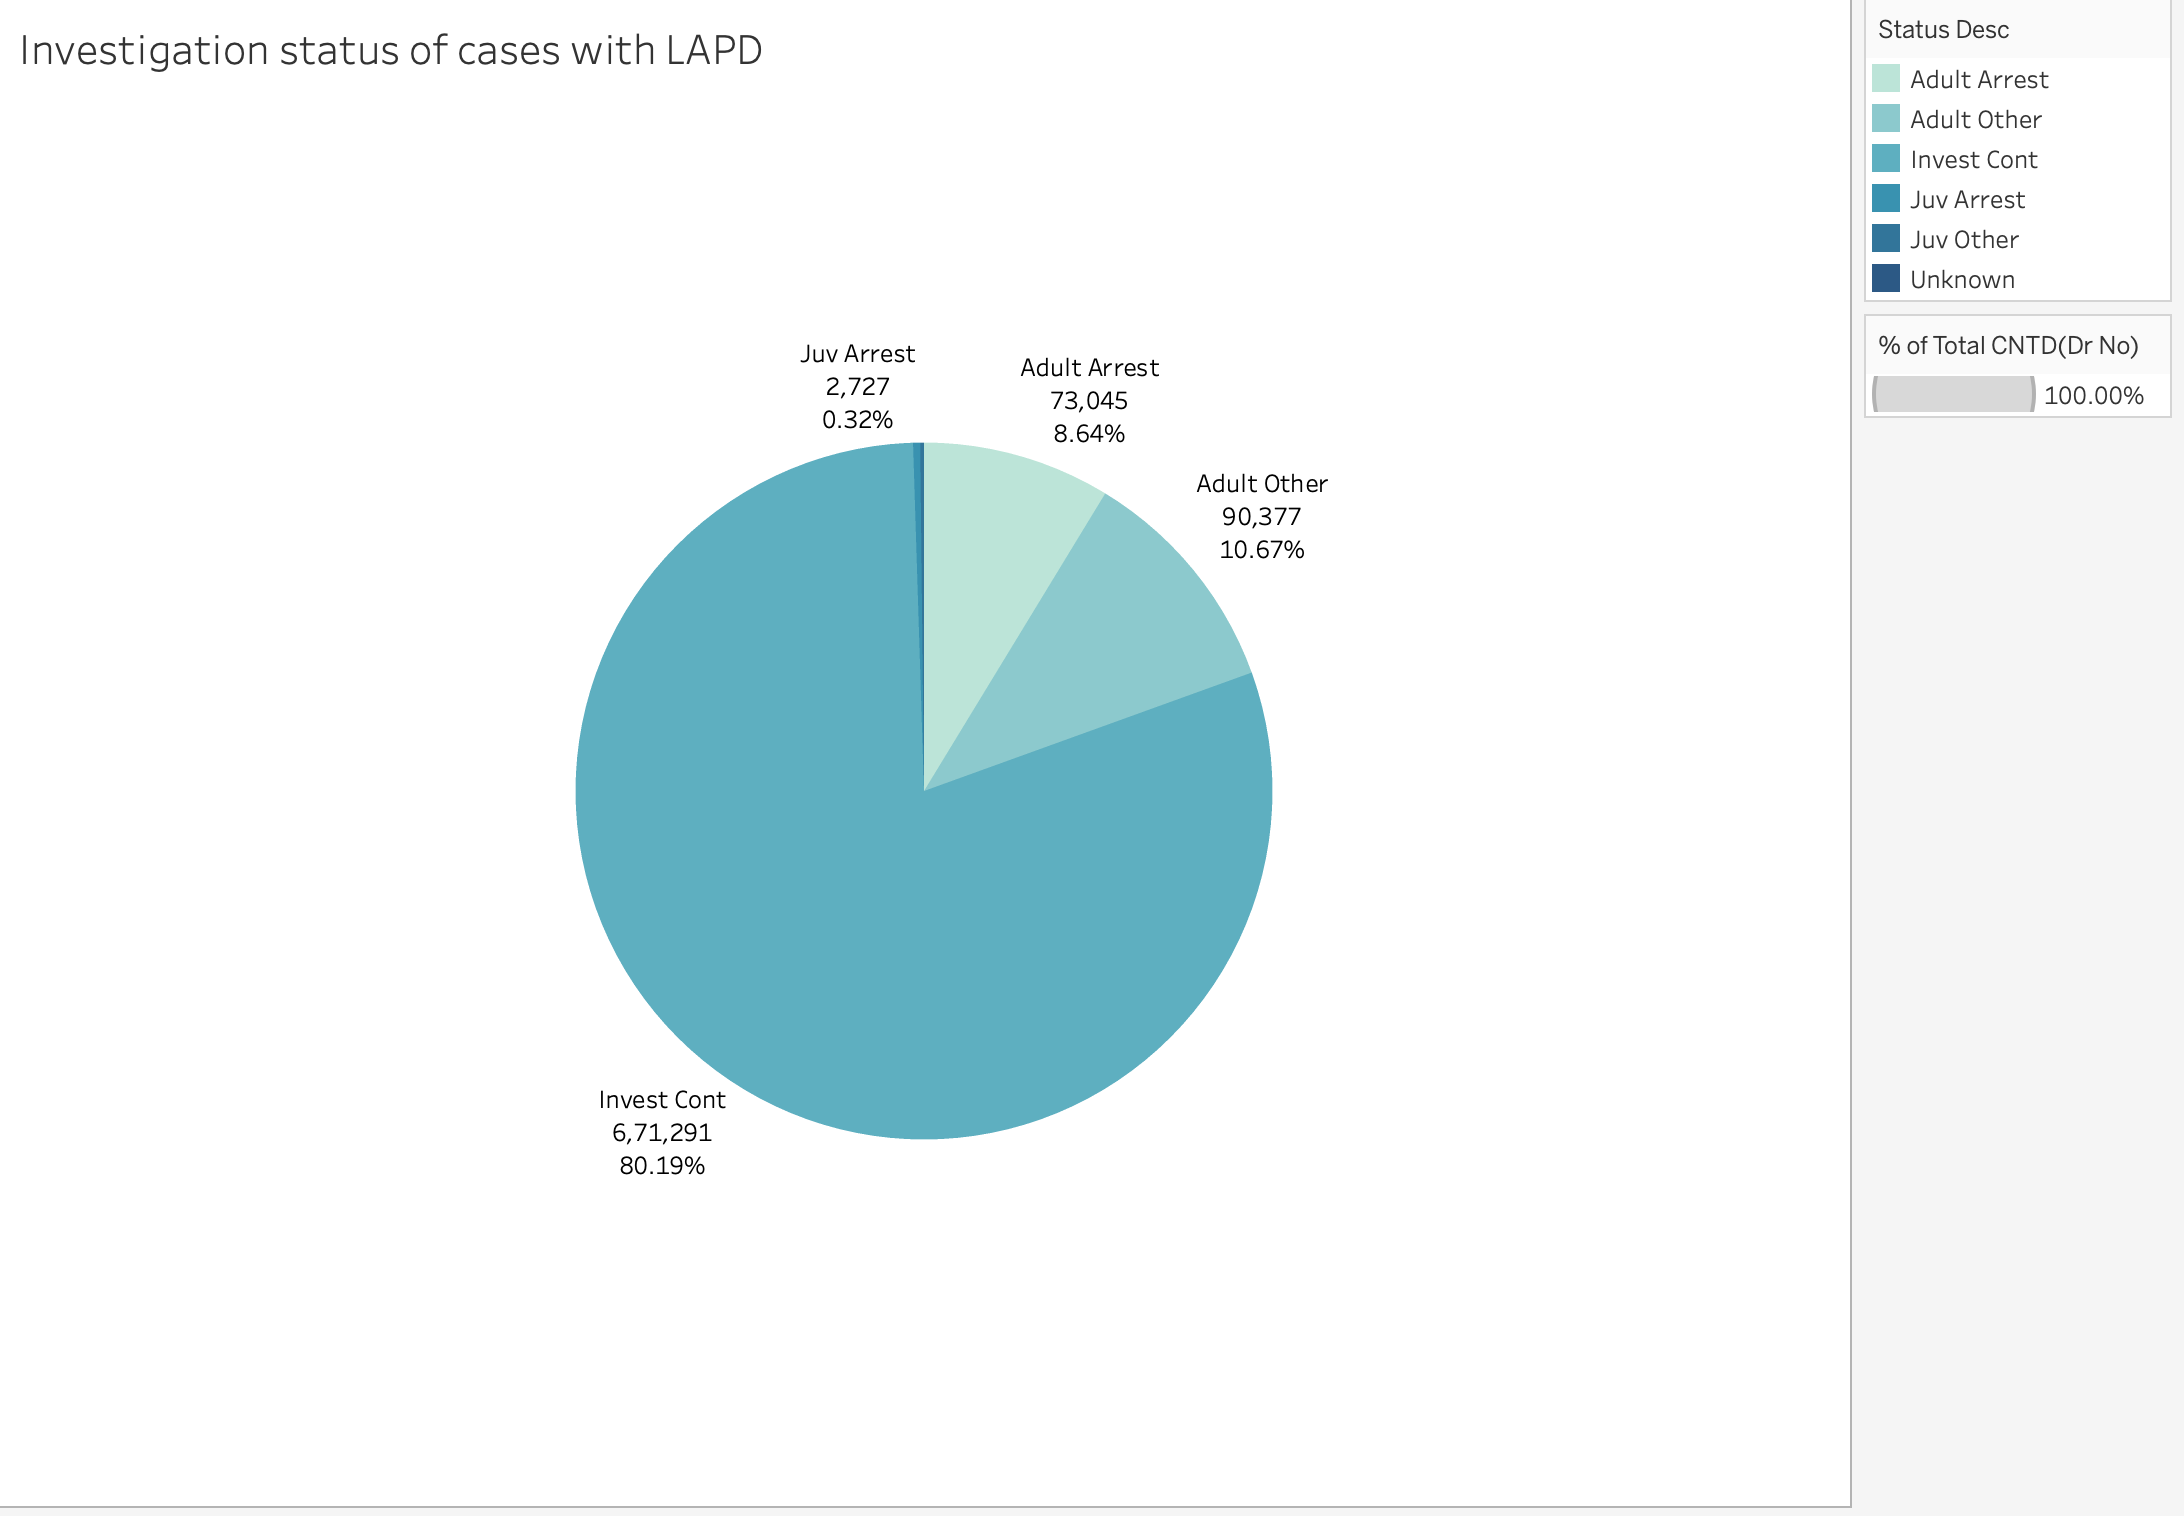 Investigation status of cases with LAPD
Status Desc
Adult Arrest
Adult Other
Invest Cont
Juv Arrest
Juv Other
Unknown
% of Total CNTD(Dr No)
100.00%
Juv Arrest
2,727
0.32%
Adult Arrest
73,045
8.64%
Adult Other
90,377
10.67%
Invest Cont
6,71,291
80.19%